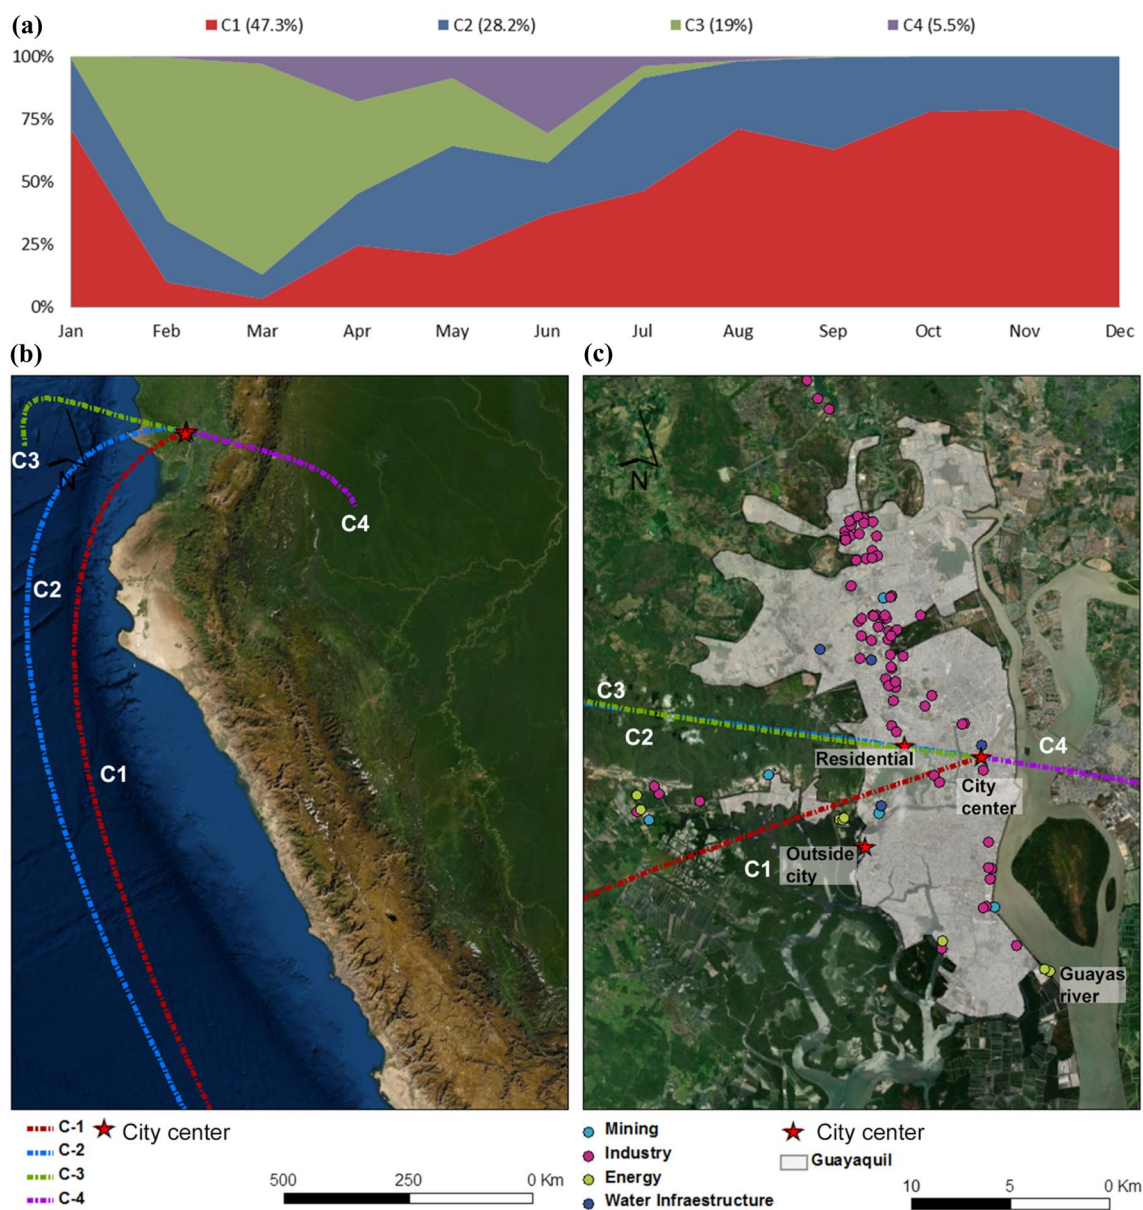 (a)
C1 (47.3%) C2 (28.2%) C3 (19%) C4 (5.5%)
100%
75%
50%
25%
0%
Jan Feb Mar Apr May Jun Jul Aug Sep Oct Nov Dec
(b)
(c)
C3
N
C4
C2
C1
N
C3
C2
Residential
C4
City
center
C1
Outside
city
Guayas
river
C-1
C-2
C-3
C-4
City center
500 250 0 Km
Mining
Industry
Energy
Water Infraestructure
City center
Guayaquil
10 5 0 Km